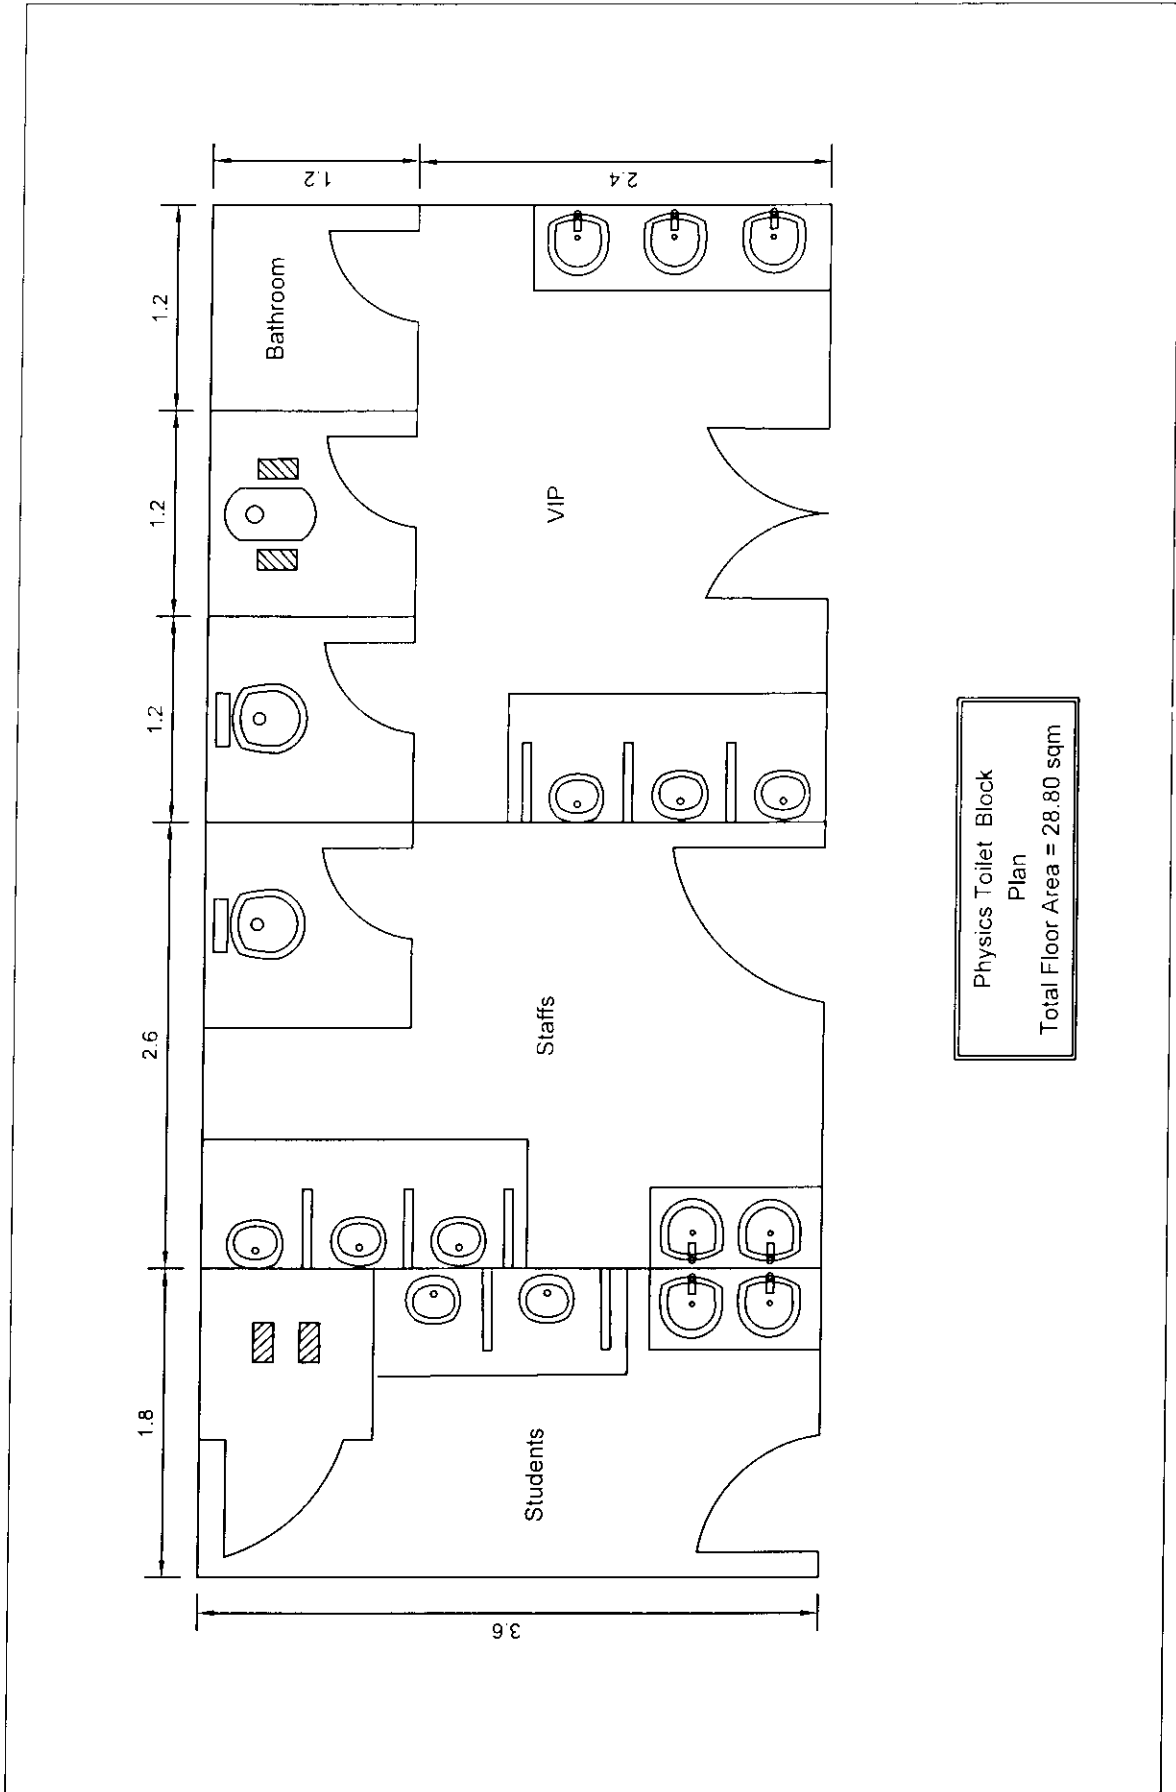 1.8
2.6
1.2
1.2
1.2
3.6
1.2
2.4
Students
Staffs
VIP
Bathroom
Physics Toilet Block
Plan
Total Floor Area = 28.80 sqm